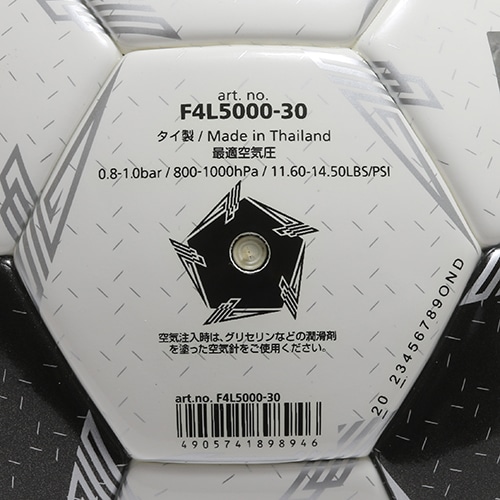 art. no.
F4L5000-30
タイ製 / Made in Thailand
最適空気圧
0.8-1.0bar / 800-1000hPa / 11.60-14.50LBS/PSI
空気注入時は、グリセリンなどの潤滑剤
を塗った空気針をご使用ください。
art.no. F4L5000-30
4905741898946
20 23456789OND